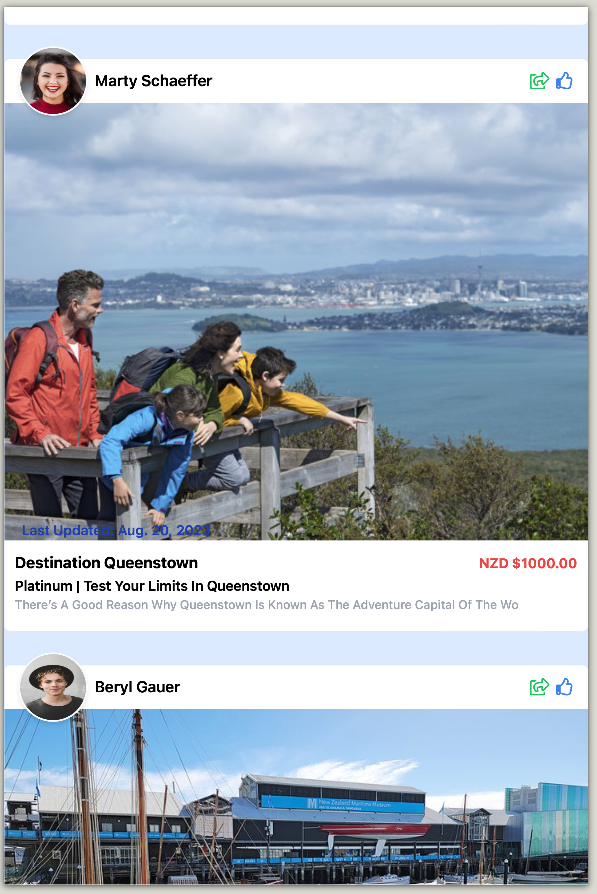 Marty Schaeffer
Last Updated: Aug. 20, 2023
Destination Queenstown
NZD $1000.00
Platinum | Test Your Limits In Queenstown
There's A Good Reason Why Queenstown Is Known As The Adventure Capital Of The Wo
Beryl Gauer
New Zealand Maritime Museum